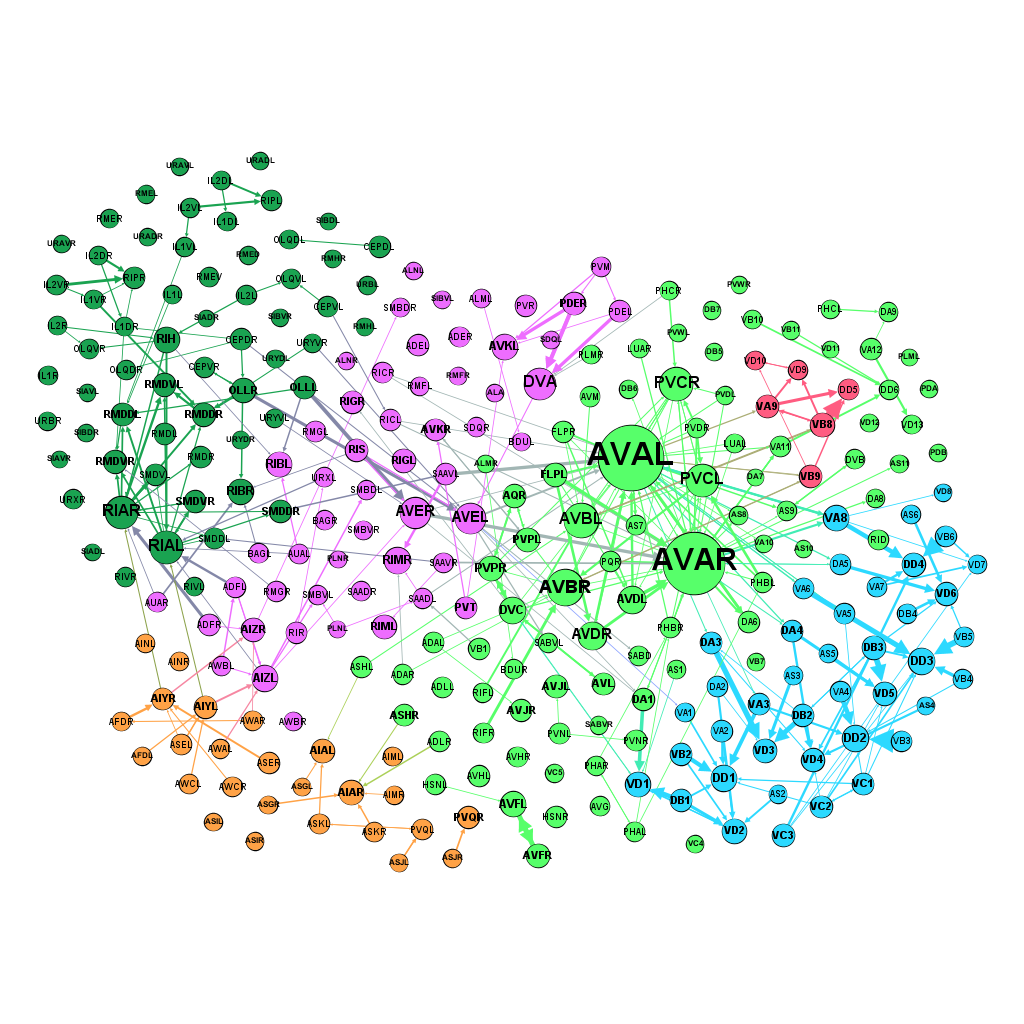 URADL
URAVL
IL2DL
RMEL
RIPL
IL2VL
RMER
IL1DL
SIBDL
URADR
OLQDL
URAVR
IL1VL
CEPDL
IL2DR
RMED
RMHR
PVM
ALNL
RIPR
RMEV
OLQVL
URBL
IL2VR
PVWR
PHCR
IL1L
IL2L
IL1VR
SIBVL
ALML
PDER
PVR
CEPVL
SMBDR
PDEL
DB7
PHCL
DA9
SIADR
SIBVR
VB10
IL2R
IL1DR
RMHL
VB11
PVWL
RIH
CEPDR
ADER
SDQL
OLQVR
URYVR
ADEL
AVKL
LUAR
DB5
VD11
VA12
PLML
PLMR
URYDL
ALNR
VD10
CEPVR
OLQDR
RICR
VD9
IL1R
RMFR
DVA
RMDVL
RMFL
PVCR
SIAVL
OLLR
OLLL
ALA
DB6
AVM
DD5
DD6
PDA
PVDL
RIGR
VA9
RMDDL
RMDDR
URYVL
URBR
RICL
VB8
VD12
VD13
SIBDR
RMDL
RMGL
AVKR
SDQR
PVDR
FLPR
URYDR
BDUL
LUAL
VA11
RIS
PDB
SIAVR
RMDVR
RMDR
RIBL
RIGL
ALMR
AVAL
DVB
AS11
SMDVL
URXL
SAAVL
FLPL
PVCL
DA7
VB9
RIBR
SMBDL
URXR
SMDVR
AQR
DA8
VD8
RIAR
SMDDR
BAGR
AVER
AVEL
AVBL
AS7
AS8
AS9
VA8
AS6
SMBVR
SMDDL
PVPL
VB6
RID
RIAL
SIADL
BAGL
AUAL
PLNR
RIMR
SAAVR
PVPR
PQR
AVAR
VA10
AS10
DA5
DD4
VD7
RIVR
RIVL
ADFL
RMGR
SMBVL
SAADR
SAADL
AVBR
AVDL
PHBL
VA6
VA7
VD6
AUAR
PVT
DVC
VA5
DB4
ADFR
AIZR
RIR
PLNL
RIML
AVDR
PHBR
DA6
DA4
VB5
AINL
ADAL
VB1
SABVL
DA3
DB3
AINR
AWBL
ASHL
SABD
AS5
DD3
AIZL
ADAR
BDUR
AS1
VB7
AS3
VB4
ADLL
RIFL
AVJL
AVL
DA2
VA4
VD5
AIYR
AIYL
DA1
VA3
AS4
AFDR
AWAR
AWBR
ASHR
AVJR
VA1
DB2
SABVR
ASEL
AWAL
RIFR
PVNL
PVNR
VA2
DD2
VB3
AFDL
ADLR
AIAL
VB2
VD3
ASER
AIML
AVHR
VD4
PHAR
AWCL
AWCR
ASGL
HSNL
AVHL
VC5
VD1
DD1
VC1
ASGR
AIAR
AIMR
AVFL
DB1
AS2
VC2
AVG
PVQR
HSNR
ASIL
ASKL
ASKR
PVQL
PHAL
VD2
VC3
ASIR
VC4
ASJL
ASJR
AVFR